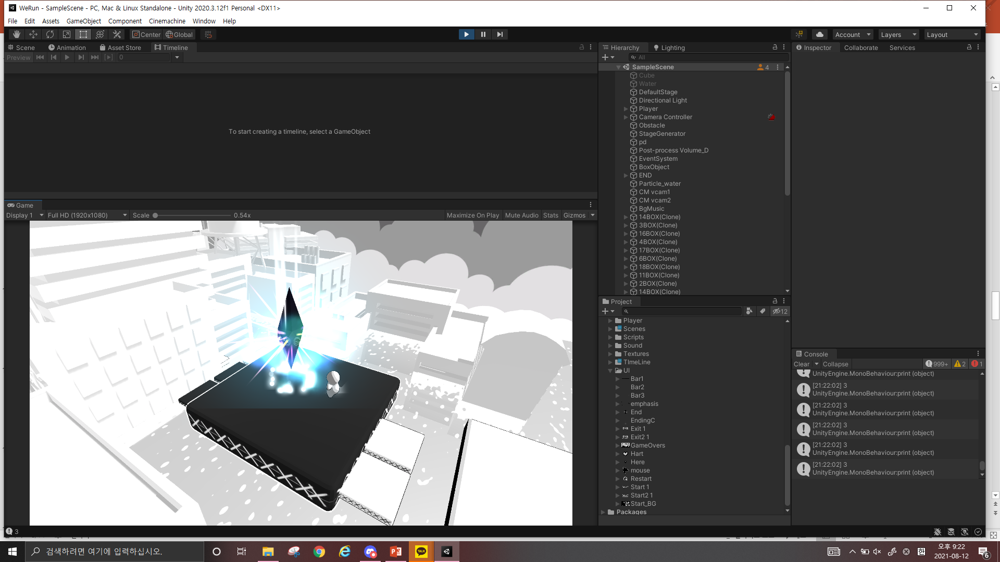 WeRun - SampleScene - PC, Mac & Linux Standalone - Unity 2020.3.12f1 Personal <DX11>
File Edit Assets GameObject Component Cinemachine Window Help
Center Global Account Layers Layout
Scene Animation Asset Store Timeline
Preview 0
To start creating a timeline, select a GameObject
Game
Display 1 Full HD (1920x1080) Scale 0.54x Maximize On Play Mute Audio Stats Gizmos
Hierarchy Lighting
All
SampleScene 4
Cube
Water
DefaultStage
Directional Light
Player
Camera Controller
Obstacle
StageGenerator
pd
Post-process Volume_D
EventSystem
BoxObject
END
Particle_water
CM vcam1
CM vcam2
BgMusic
14BOX(Clone)
3BOX(Clone)
16BOX(Clone)
4BOX(Clone)
17BOX(Clone)
6BOX(Clone)
18BOX(Clone)
11BOX(Clone)
2BOX(Clone)
14BOX(Clone)
Project
12
Player
Scenes
Scripts
Sound
Textures
TImeLine
UI
Bar1
Bar2
Bar3
emphasis
End
EndingC
Exit 1
Exit2 1
GameOvers
Hart
Here
mouse
Restart
Start 1
Start2 1
Start_BG
Packages
Inspector Collaborate Services
Console
Clear Collapse 999+ 2 1
UnityEngine.MonoBehaviour:print (object)
[21:22:02] 3
UnityEngine.MonoBehaviour:print (object)
[21:22:02] 3
UnityEngine.MonoBehaviour:print (object)
[21:22:02] 3
UnityEngine.MonoBehaviour:print (object)
[21:22:02] 3
UnityEngine.MonoBehaviour:print (object)
[21:22:02] 3
UnityEngine.MonoBehaviour:print (object)
3
검색하려면 여기에 입력하십시오.
TALK
한
오후 9:22
2021-08-12
6